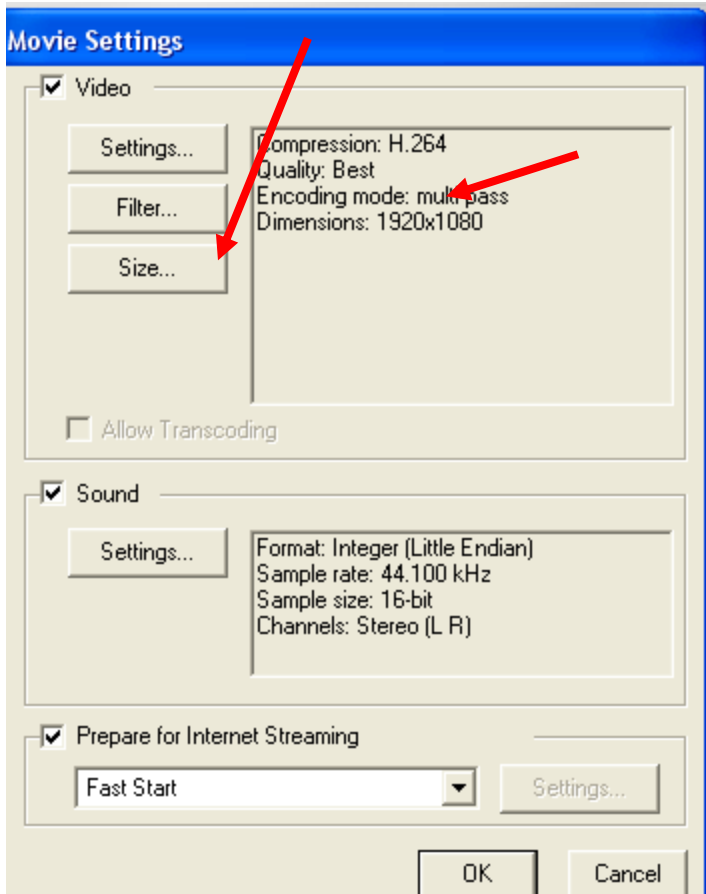 Movie Settings
Video
Settings...
Compression: H.264
Quality: Best
Filter...
Encoding mode: multi pass
Dimensions: 1920x1080
Size...
Allow Transcoding
Sound
Settings...
Format: Integer (Little Endian)
Sample rate: 44.100 kHz
Sample size: 16-bit
Channels: Stereo (L R)
Prepare for Internet Streaming
Fast Start
Settings...
OK
Cancel